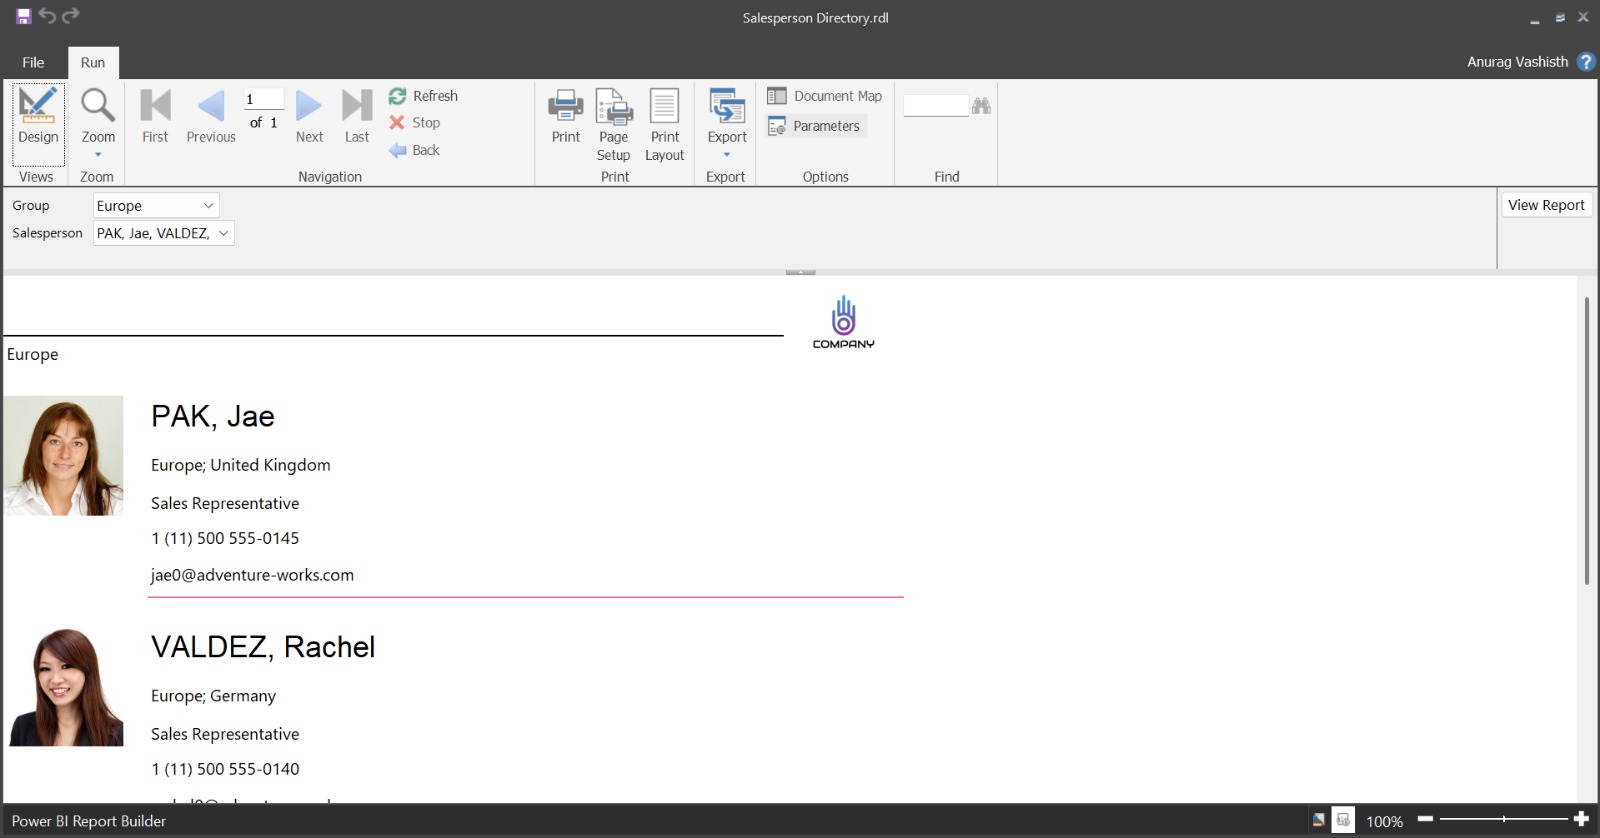 Salesperson Directory.rdl
File
Run
Anurag Vashisth
?
Design
Views
Zoom
Zoom
First
Previous
1
of 1
Next
Last
Refresh
Stop
Back
Navigation
Print
Page
Setup
Print
Layout
Print
Export
Export
Document Map
Parameters
Options
Find
Group
Europe
Salesperson
PAK, Jae, VALDEZ,
View Report
COMPANY
Europe
PAK, Jae
Europe; United Kingdom
Sales Representative
1 (11) 500 555-0145
jae0@adventure-works.com
VALDEZ, Rachel
Europe; Germany
Sales Representative
1 (11) 500 555-0140
Power BI Report Builder
100%